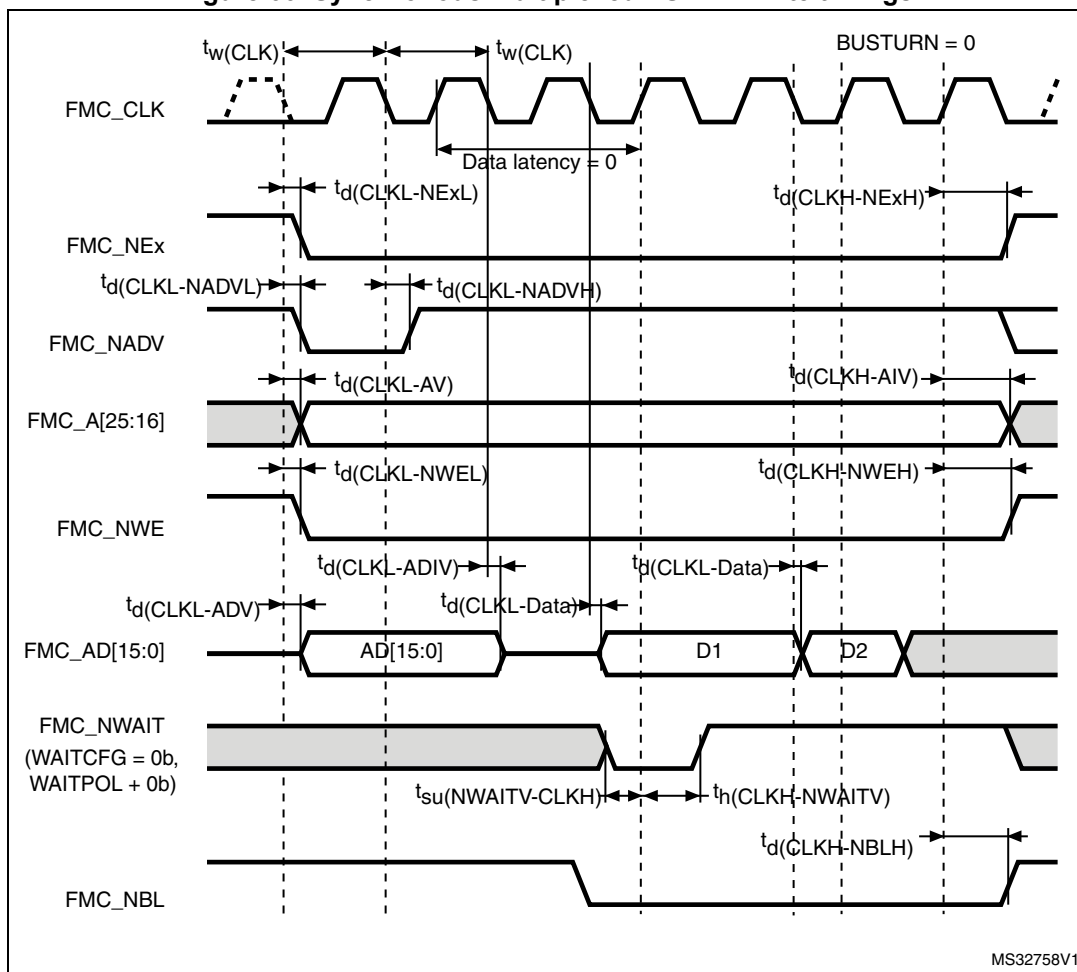 tw(CLK) tw(CLK) BUSTURN = 0
FMC_CLK
Data latency = 0
td(CLKL-NExL) td(CLKH-NExH)
FMC_NEx
td(CLKL-NADVL) td(CLKL-NADVH)
FMC_NADV
td(CLKL-AV) td(CLKH-AIV)
FMC_A[25:16]
td(CLKL-NWEL) td(CLKH-NWEH)
FMC_NWE
td(CLKL-ADIV) td(CLKL-Data)
td(CLKL-ADV) td(CLKL-Data)
FMC_AD[15:0] AD[15:0] D1 D2
FMC_NWAIT
(WAITCFG = 0b,
WAITPOL + 0b)
tsu(NWAITV-CLKH) th(CLKH-NWAITV)
td(CLKH-NBLH)
FMC_NBL
MS32758V1